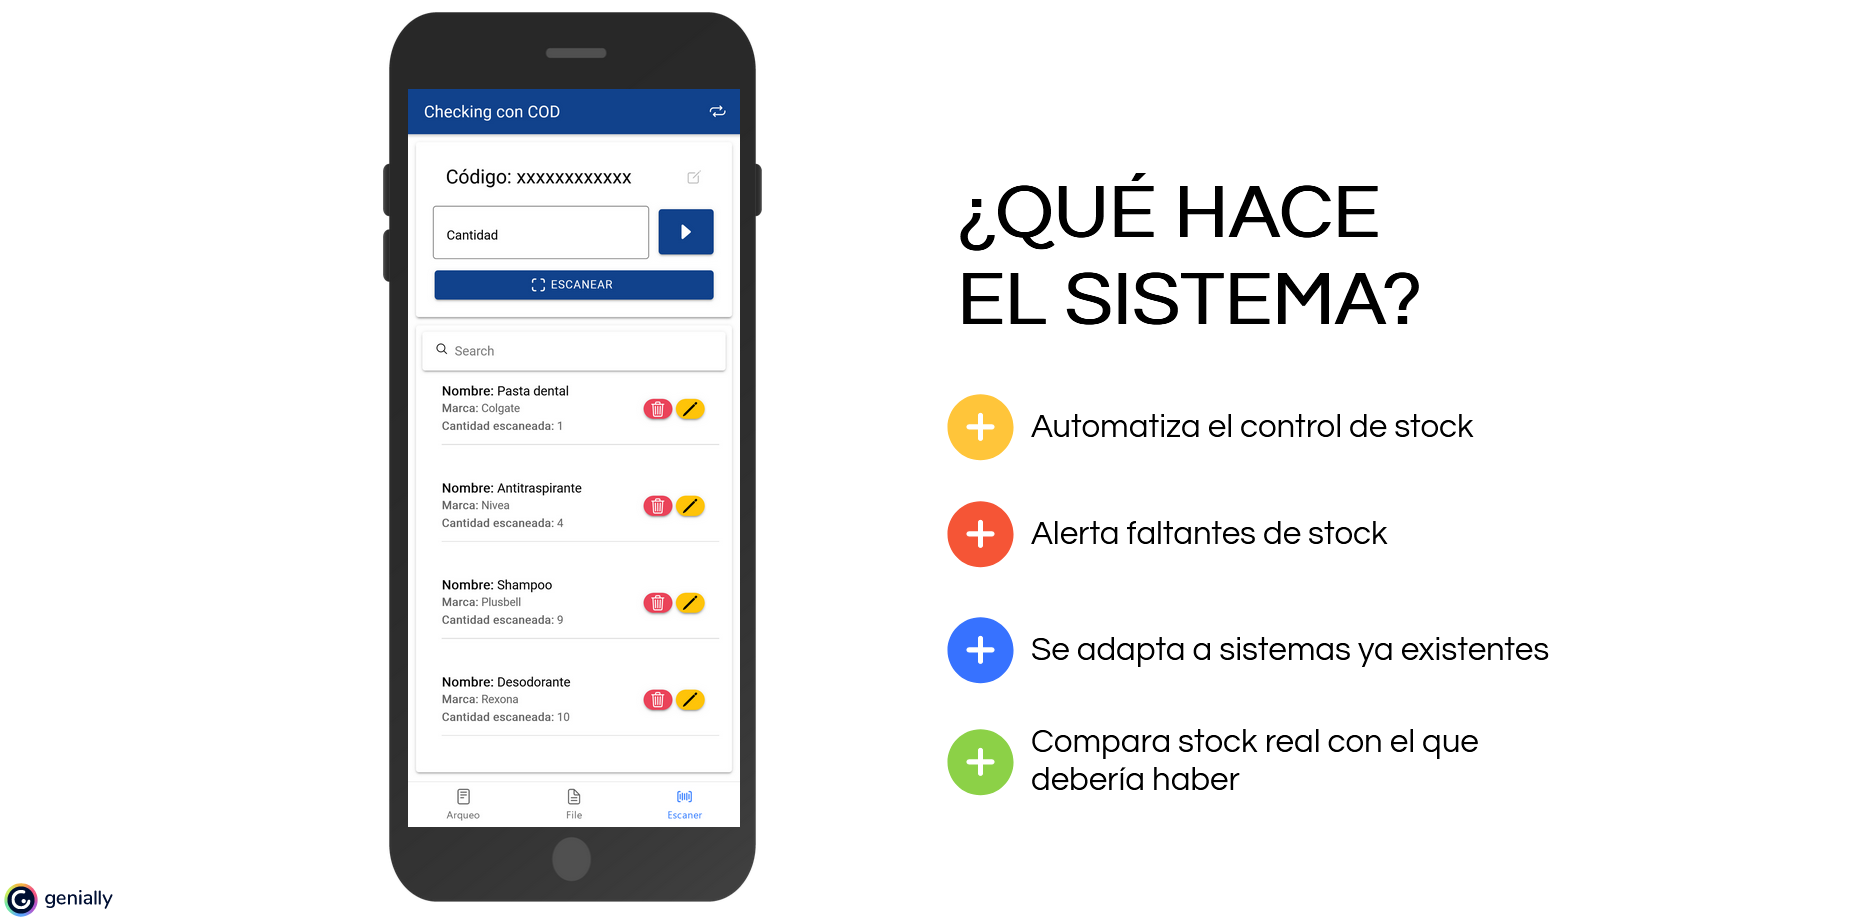 Checking con COD
Código: xxxxxxxxxxxx
Cantidad
ESCANEAR
Search
Nombre: Pasta dental
Marca: Colgate
Cantidad escaneada: 1
Nombre: Antitraspirante
Marca: Nivea
Cantidad escaneada: 4
Nombre: Shampoo
Marca: Plusbell
Cantidad escaneada: 9
Nombre: Desodorante
Marca: Rexona
Cantidad escaneada: 10
Arqueo
File
Escaner
¿QUÉ HACE
EL SISTEMA?
Automatiza el control de stock
Alerta faltantes de stock
Se adapta a sistemas ya existentes
Compara stock real con el que
debería haber
genially